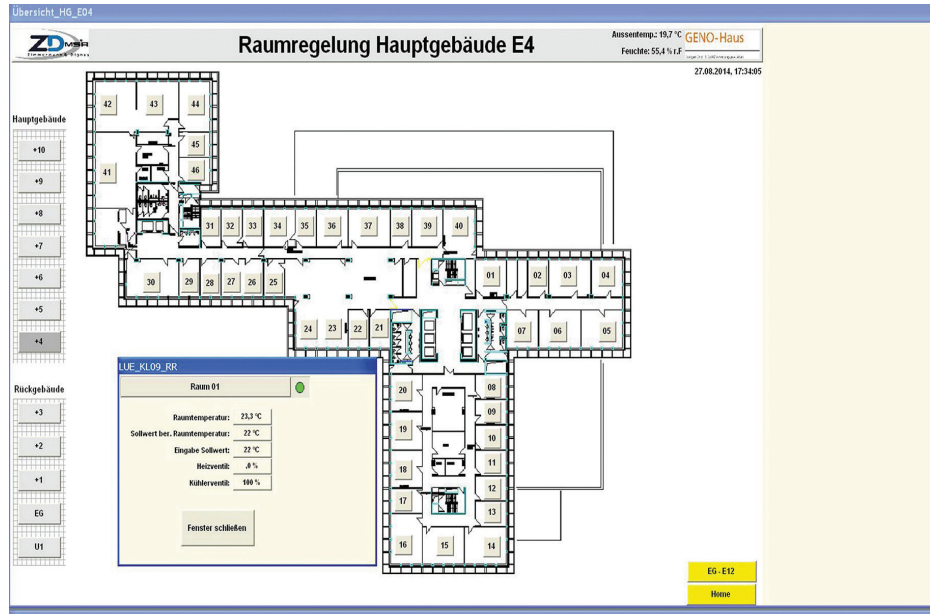 Übersicht_HG_E04
ZD MSR
Raumregelung Hauptgebäude E4
Aussentemp.: 19,7 °C
Feuchte: 55,4 % r.F
GENO-Haus
27.08.2014, 17:34:05
Hauptgebäude
+10
+9
+8
+7
+6
+5
+4
Rückgebäude
+3
+2
+1
EG
U1
42 43 44
45
41 46
31 32 33 34 35 36 37 38 39 40
30 29 28 27 26 25
01 02 03 04
24 23 22 21
07 06 05
20 08
09
19 10
18 11
12
17 13
16 15 14
LUE_KL09_RR
Raum 01
Raumtemperatur: 23,3 °C
Sollwert ber. Raumtemperatur: 22 °C
Eingabe Sollwert: 22 °C
Heizventil: ,0 %
Kühlerventil: 100 %
Fenster schließen
EG - E12
Home